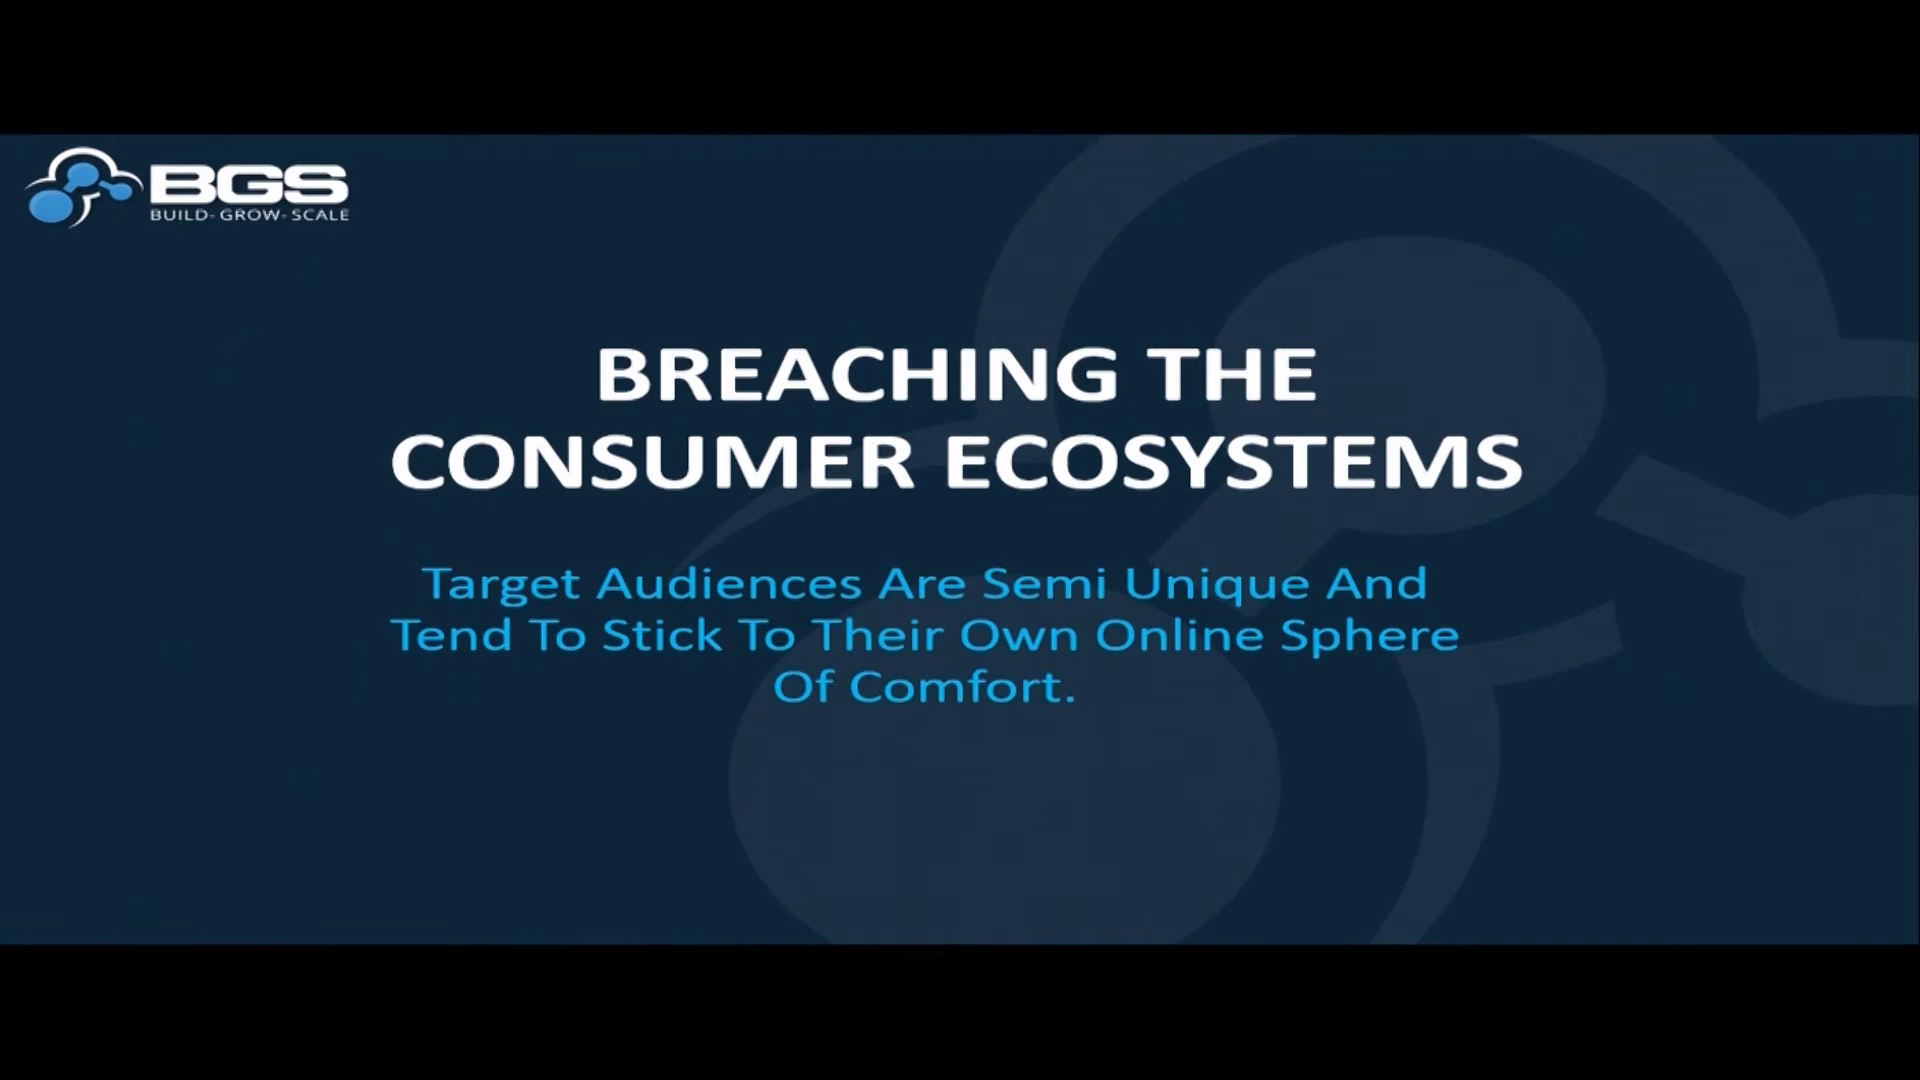 BGS
BUILD-GROW-SCALE
BREACHING THE
CONSUMER ECOSYSTEMS
Target Audiences Are Semi Unique And
Tend To Stick To Their Own Online Sphere
Of Comfort.